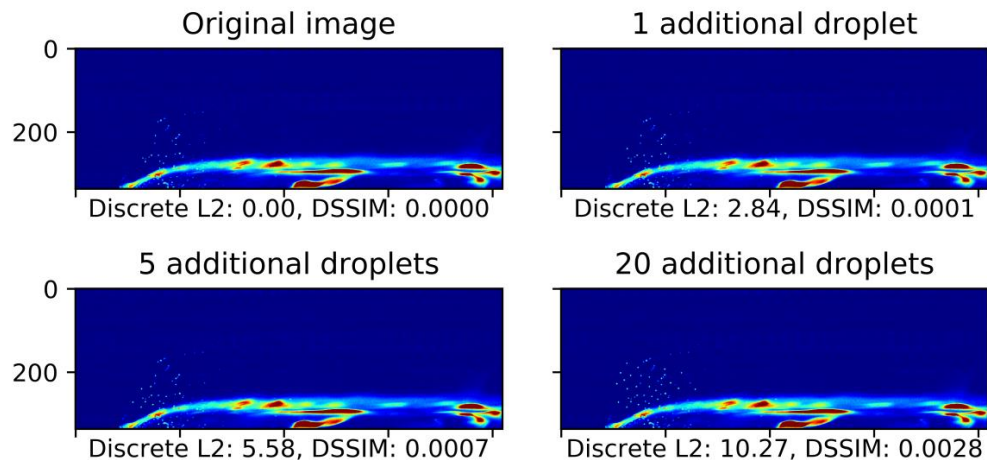 Original image
1 additional droplet
0
200
Discrete L2: 0.00, DSSIM: 0.0000
Discrete L2: 2.84, DSSIM: 0.0001
5 additional droplets
20 additional droplets
0
200
Discrete L2: 5.58, DSSIM: 0.0007
Discrete L2: 10.27, DSSIM: 0.0028